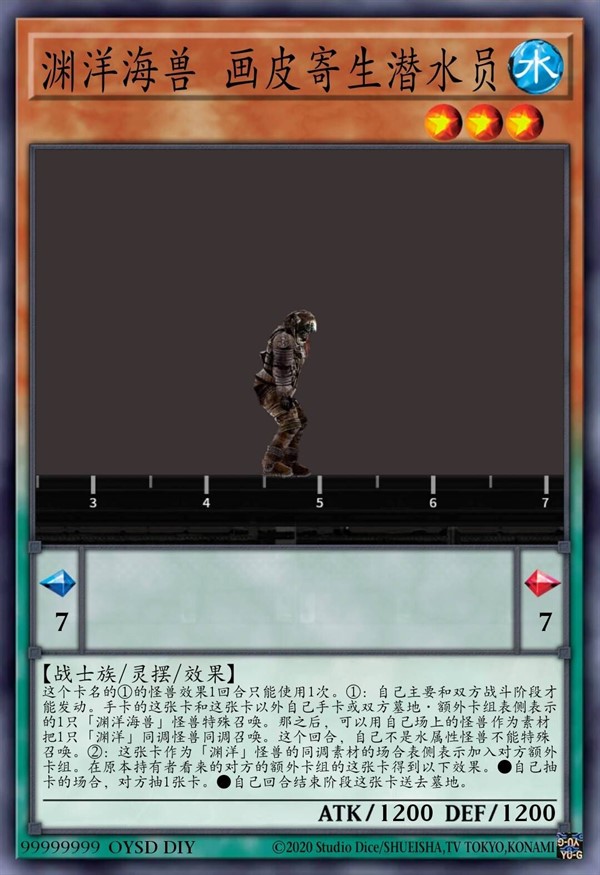 渊洋海兽 画皮寄生潜水员 水
3 4 5 6 7
7 7
【战士族/灵摆/效果】
这个卡名的①的怪兽效果1回合只能使用1次。①：自己主要和双方战斗阶段才
能发动。手卡的这张卡和这张卡以外自己手卡或双方墓地·额外卡组表侧表示
的1只「渊洋海兽」怪兽特殊召唤。那之后，可以用自己场上的怪兽作为素材
把1只「渊洋」同调怪兽同调召唤。这个回合，自己不是水属性怪兽不能特殊
召唤。②：这张卡作为「渊洋」怪兽的同调素材的场合表侧表示加入对方额外
卡组。在原本持有者看来的对方的额外卡组的这张卡得到以下效果。●自己抽
卡的场合，对方抽1张卡。●自己回合结束阶段这张卡送去墓地。
ATK/1200 DEF/1200
99999999 OYSD DIY ©2020 Studio Dice/SHUEISHA,TV TOKYO,KONAMI